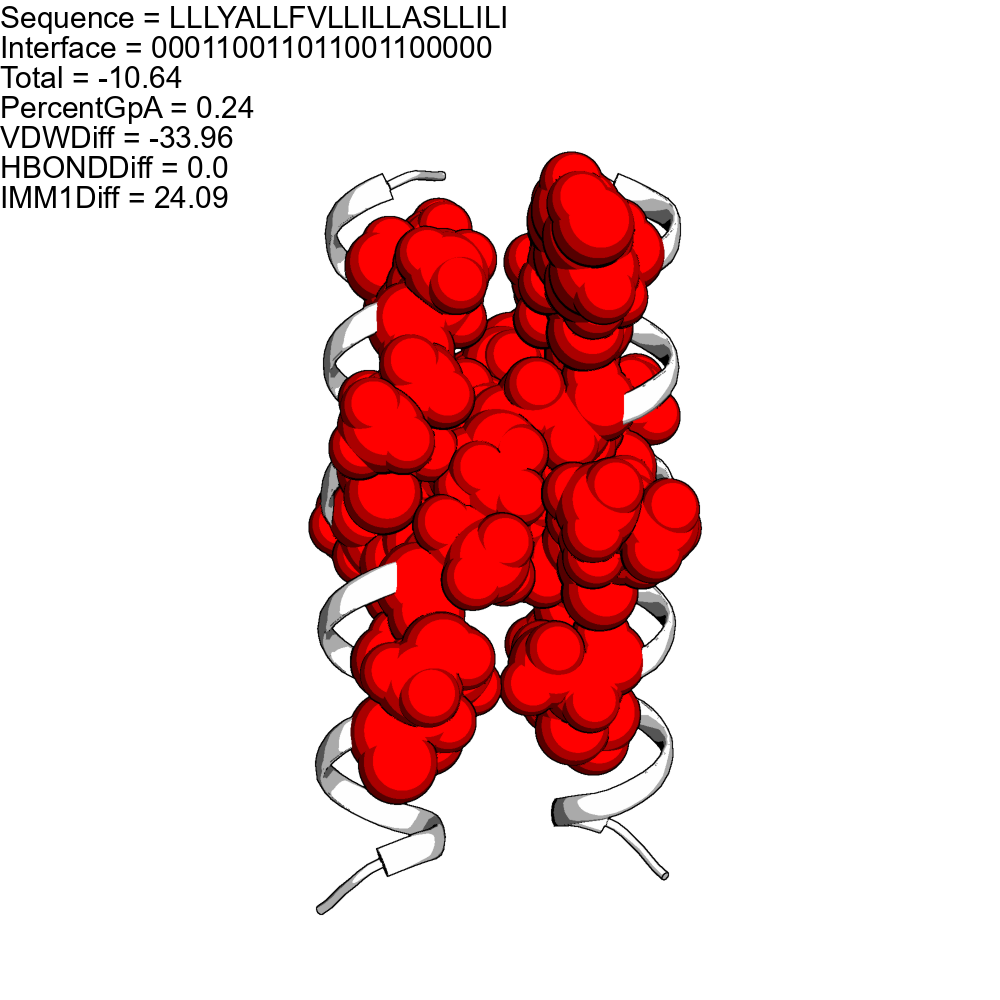 Sequence = LLLYALLFVLLILLASLLILI
Interface = 000110011011001100000
Total = -10.64
PercentGpA = 0.24
VDWDiff = -33.96
HBONDDiff = 0.0
IMM1Diff = 24.09